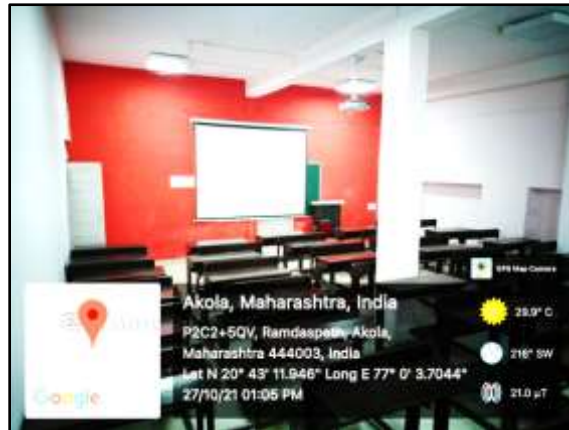 GPS Map Camera
Akola, Maharashtra, India
P2C2+5QV, Ramdaspeth, Akola,
Maharashtra 444003, India
Lat N 20° 43' 11.946" Long E 77° 0' 3.7044"
27/10/21 01:05 PM
29.9° C
216° SW
21.0 µT
Google